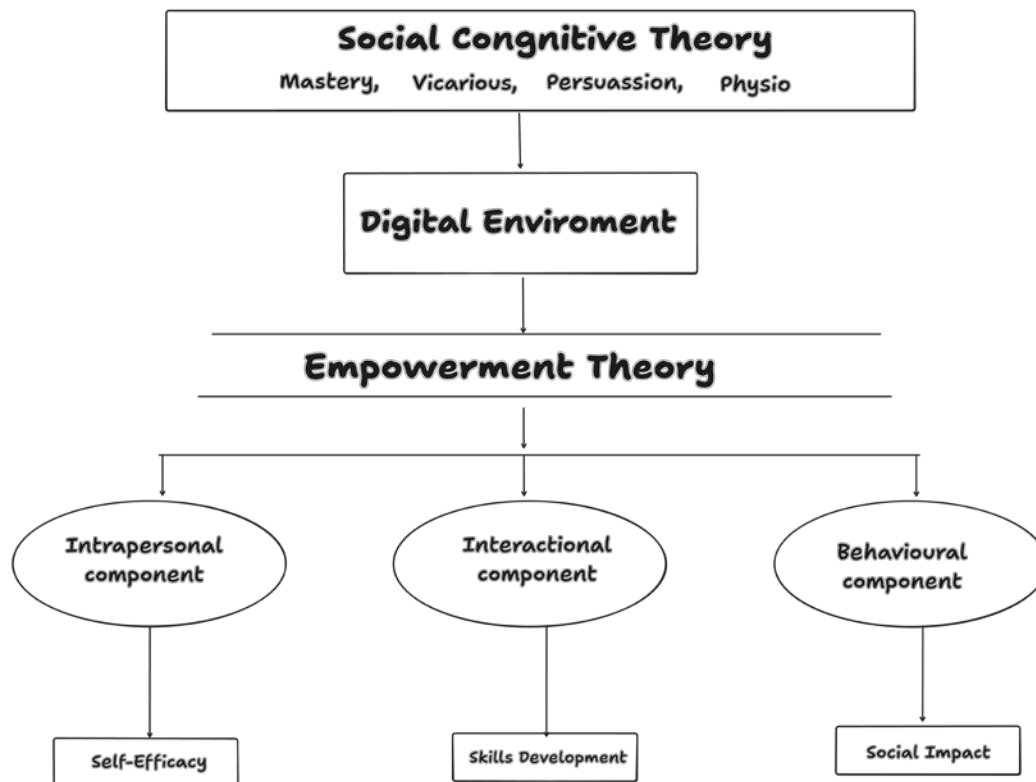 Social Congnitive Theory
Mastery, Vicarious, Persuassion, Physio
Digital Enviroment
Empowerment Theory
Intrapersonal
component
Interactional
component
Behavioural
component
Self-Efficacy
Skills Development
Social Impact